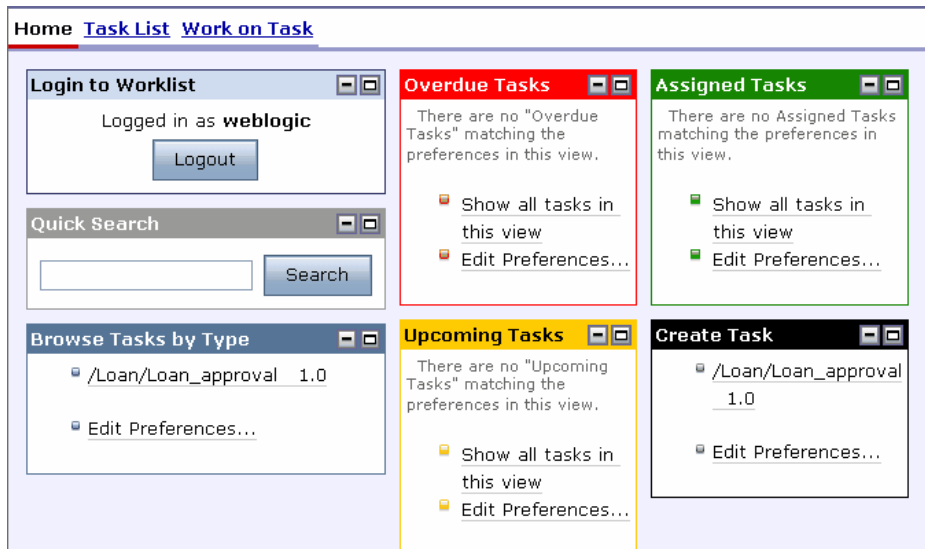 Home Task List Work on Task
Login to Worklist
Logged in as weblogic
Logout
Quick Search
Search
Browse Tasks by Type
/Loan/Loan_approval 1.0
Edit Preferences...
Overdue Tasks
There are no "Overdue
Tasks" matching the
preferences in this view.
Show all tasks in
this view
Edit Preferences...
Upcoming Tasks
There are no "Upcoming
Tasks" matching the
preferences in this view.
Show all tasks in
this view
Edit Preferences...
Assigned Tasks
There are no Assigned Tasks
matching the preferences in
this view.
Show all tasks in
this view
Edit Preferences...
Create Task
/Loan/Loan_approval
1.0
Edit Preferences...